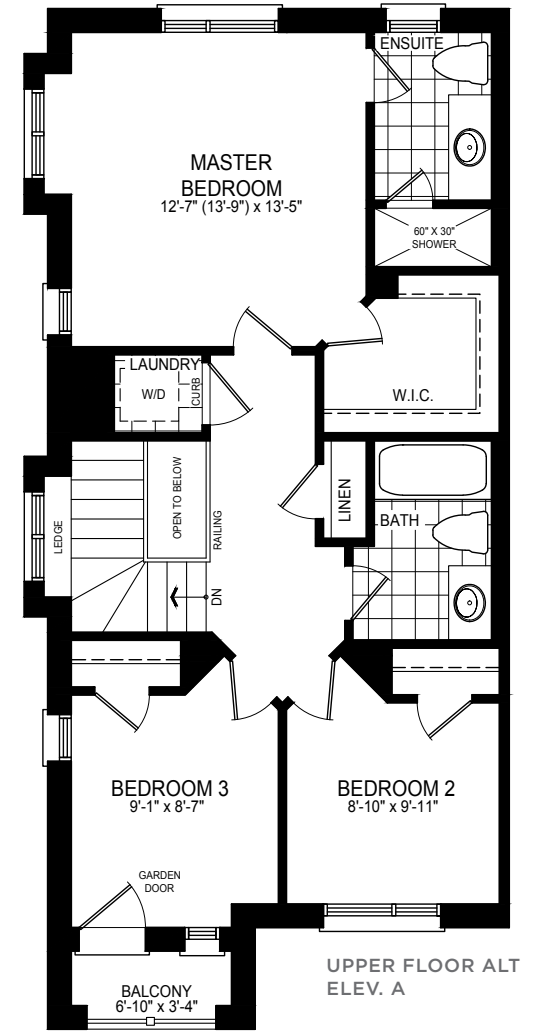 ENSUITE
MASTER
BEDROOM
12'-7" (13'-9") x 13'-5"
60" X 30"
SHOWER
LAUNDRY
W/D
CURB
W.I.C.
OPEN TO BELOW
RAILING
LINEN
BATH
LEDGE
DN
BEDROOM 3
9'-1" x 8'-7"
BEDROOM 2
8'-10" x 9'-11"
GARDEN
DOOR
BALCONY
6'-10" x 3'-4"
UPPER FLOOR ALT
ELEV. A